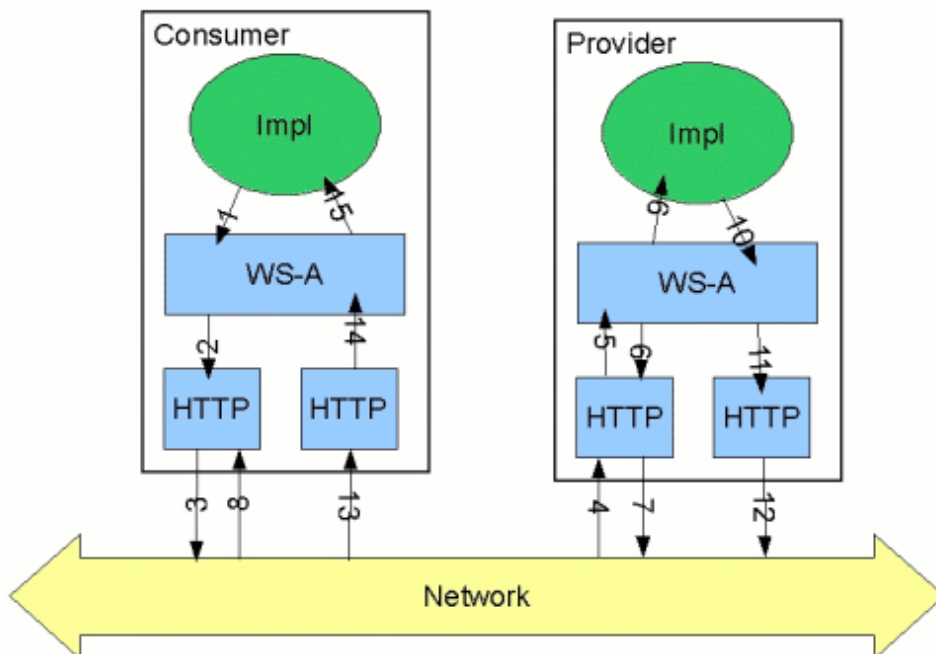 Consumer
Provider
Impl
Impl
1
15
9
10
WS-A
WS-A
2
14
5
6
11
HTTP
HTTP
HTTP
HTTP
3
8
13
4
7
12
Network